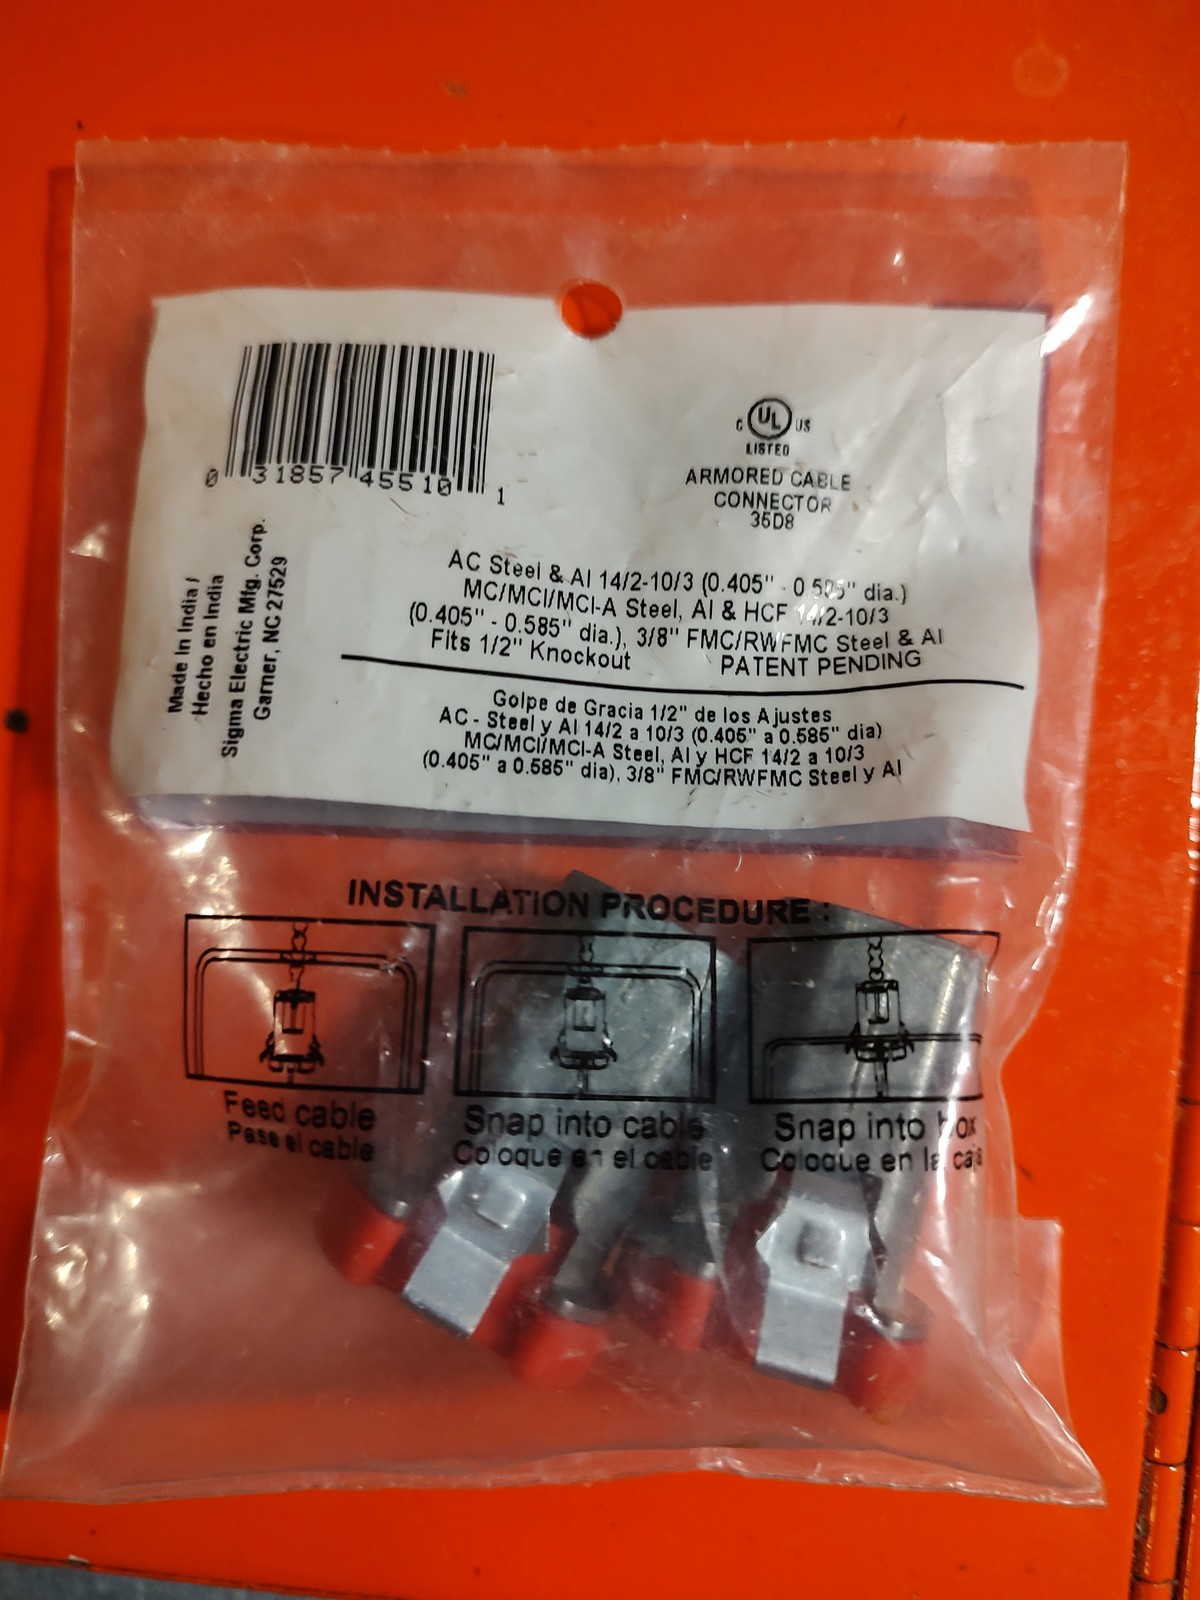 0 31857 45510 1
C UL US
LISTED
ARMORED CABLE
CONNECTOR
35D8
Made in India /
Hecho en India
Sigma Electric Mfg. Corp.
Garner, NC 27529
AC Steel & Al 14/2-10/3 (0.405" - 0.585" dia.)
MC/MCI/MCI-A Steel, Al & HCF 14/2-10/3
(0.405" - 0.585" dia.), 3/8" FMC/RWFMC Steel & Al
Fits 1/2" Knockout PATENT PENDING
Golpe de Gracia 1/2" de los Ajustes
AC - Steel y Al 14/2 a 10/3 (0.405" a 0.585" dia)
MC/MCI/MCI-A Steel, Al y HCF 14/2 a 10/3
(0.405" a 0.585" dia), 3/8" FMC/RWFMC Steel y Al
INSTALLATION PROCEDURE :
Feed cable
Pase el cable
Snap into cable
Coloque en el cable
Snap into box
Coloque en la caja